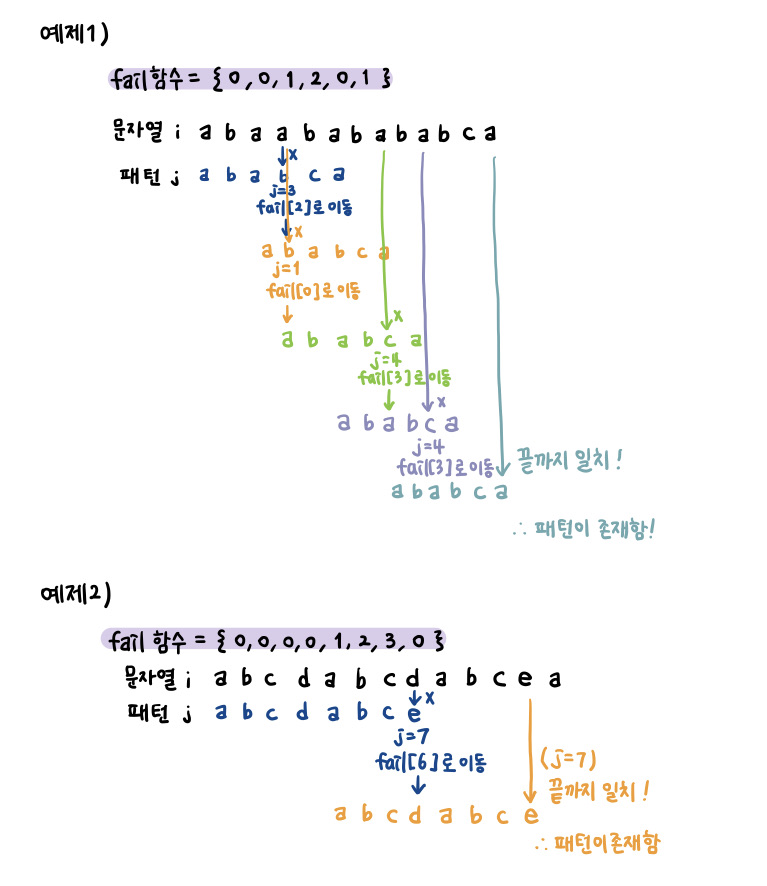 예제1)
fail함수 = { 0, 0, 1, 2, 0, 1 }
문자열 i a b a a b a b a b a b c a
x
패턴 j a b a b c a
j=3
fail[2]로 이동
x
a b a b c a
j=1
fail[0]로 이동
x
a b a b c a
j=4
fail[3]로 이동
x
a b a b c a
j=4
fail[3]로 이동
끝까지 일치!
a b a b c a
∴ 패턴이 존재함!
예제2)
fail 함수 = { 0, 0, 0, 0, 1, 2, 3, 0 }
문자열 i a b c d a b c d a b c e a
x
패턴 j a b c d a b c e
j=7
fail[6]로 이동
(j=7)
끝까지 일치!
a b c d a b c e
∴ 패턴이존재함